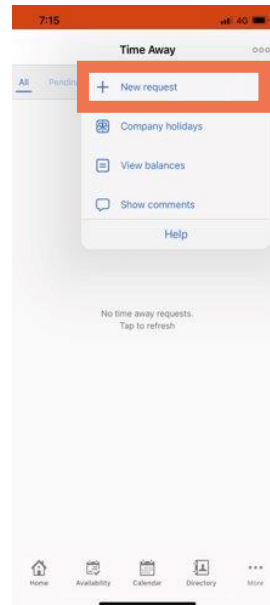 7:15
4G
Time Away
All Pendin
New request
Company holidays
View balances
Show comments
Help
No time away requests.
Tap to refresh
Home Availability Calendar Directory More